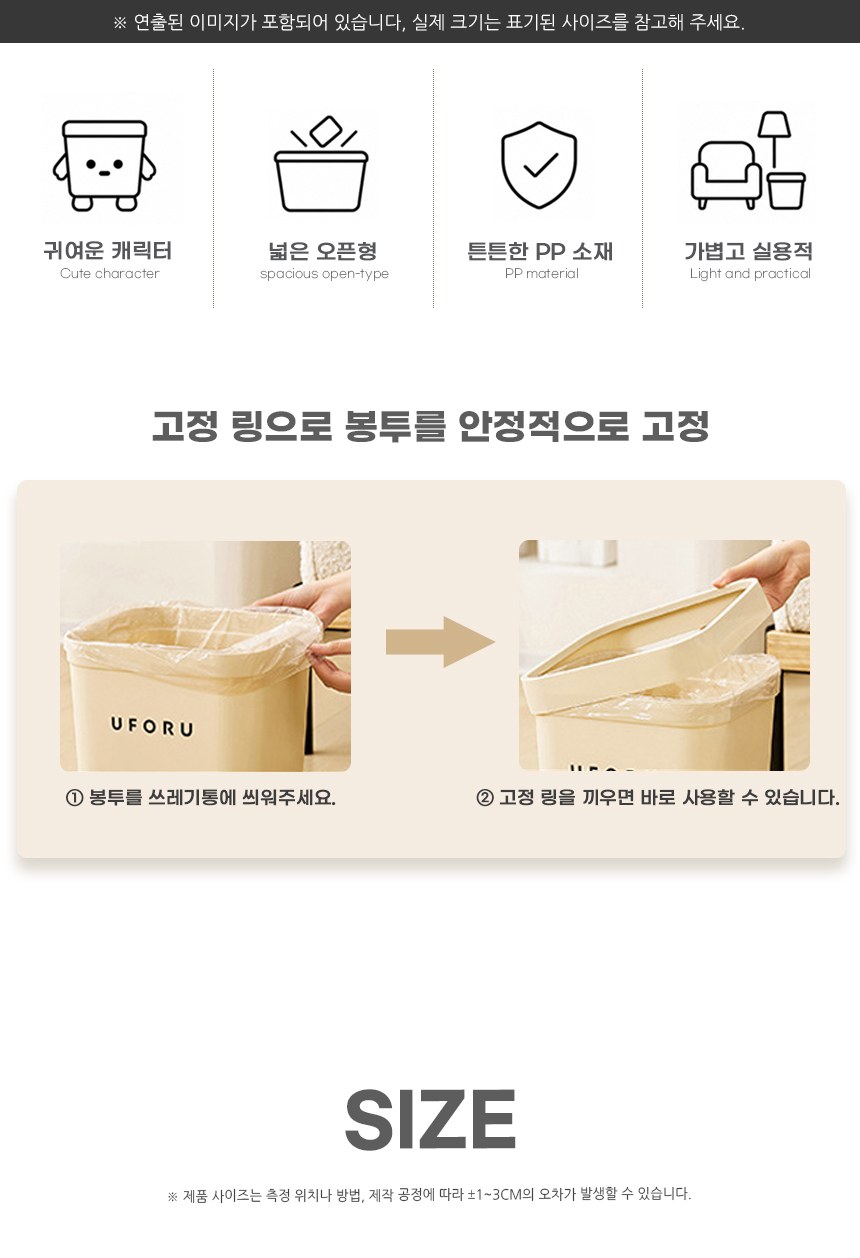 ※ 연출된 이미지가 포함되어 있습니다, 실제 크기는 표기된 사이즈를 참고해 주세요.
귀여운 캐릭터
Cute character
넓은 오픈형
spacious open-type
튼튼한 PP 소재
PP material
가볍고 실용적
Light and practical
고정 링으로 봉투를 안정적으로 고정
UFORU
UFORU
① 봉투를 쓰레기통에 씌워주세요.
② 고정 링을 끼우면 바로 사용할 수 있습니다.
SIZE
※ 제품 사이즈는 측정 위치나 방법, 제작 공정에 따라 ±1~3CM의 오차가 발생할 수 있습니다.